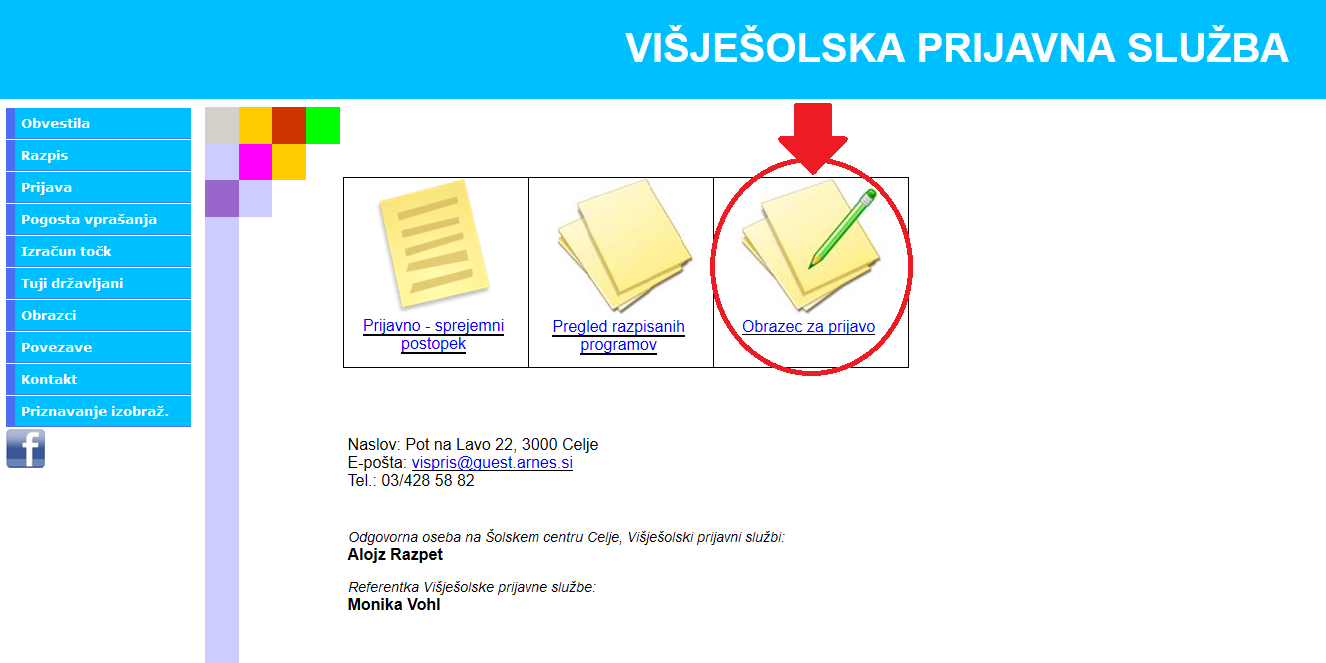 VIŠJEŠOLSKA PRIJAVNA SLUŽBA
Obvestila
Razpis
Prijava
Pogosta vprašanja
Izračun točk
Tuji državljani
Obrazci
Povezave
Kontakt
Priznavanje izobraž.
f
Prijavno - sprejemni
postopek
Pregled razpisanih
programov
Obrazec za prijavo
Naslov: Pot na Lavo 22, 3000 Celje
E-pošta: vispris@guest.arnes.si
Tel.: 03/428 58 82
Odgovorna oseba na Šolskem centru Celje, Višješolski prijavni službi:
Alojz Razpet
Referentka Višješolske prijavne službe:
Monika Vohl